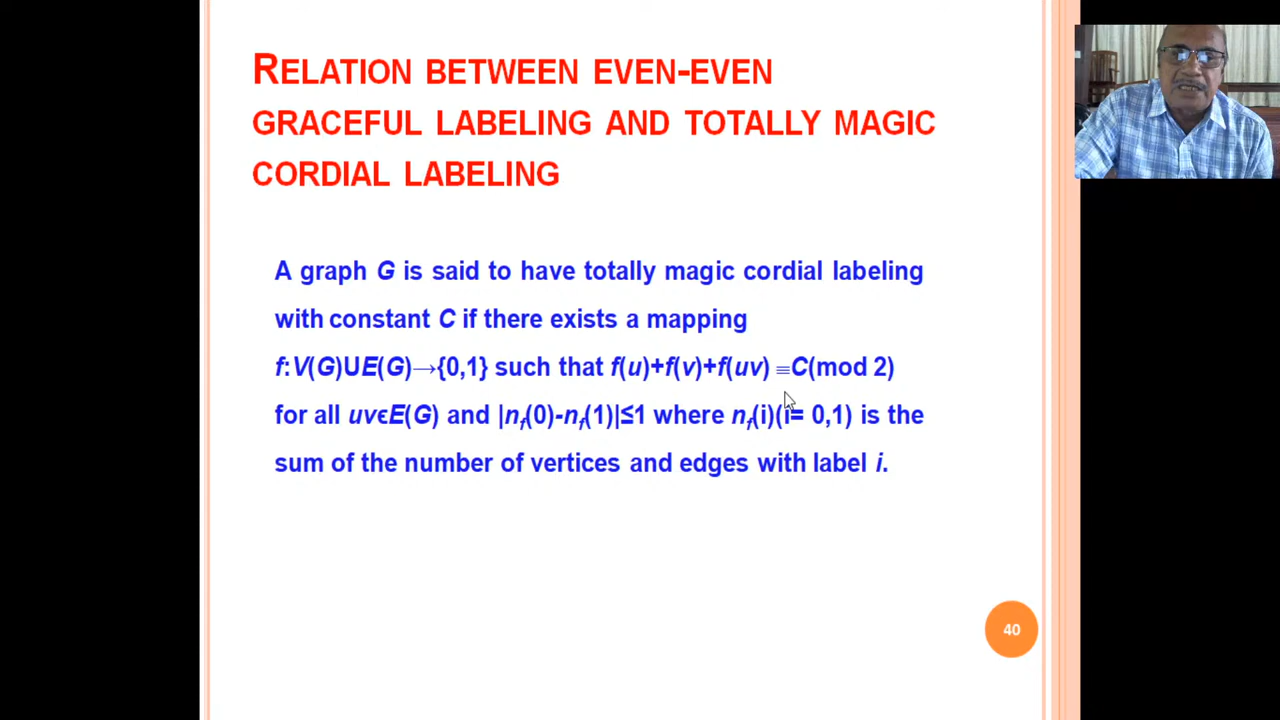 RELATION BETWEEN EVEN-EVEN
GRACEFUL LABELING AND TOTALLY MAGIC
CORDIAL LABELING
A graph G is said to have totally magic cordial labeling
with constant C if there exists a mapping
f:V(G)UE(G)→{0,1} such that f(u)+f(v)+f(uv) ≡C(mod 2)
for all uvϵE(G) and |n_f(0)-n_f(1)|≤1 where n_f(i)(i= 0,1) is the
sum of the number of vertices and edges with label i.
40